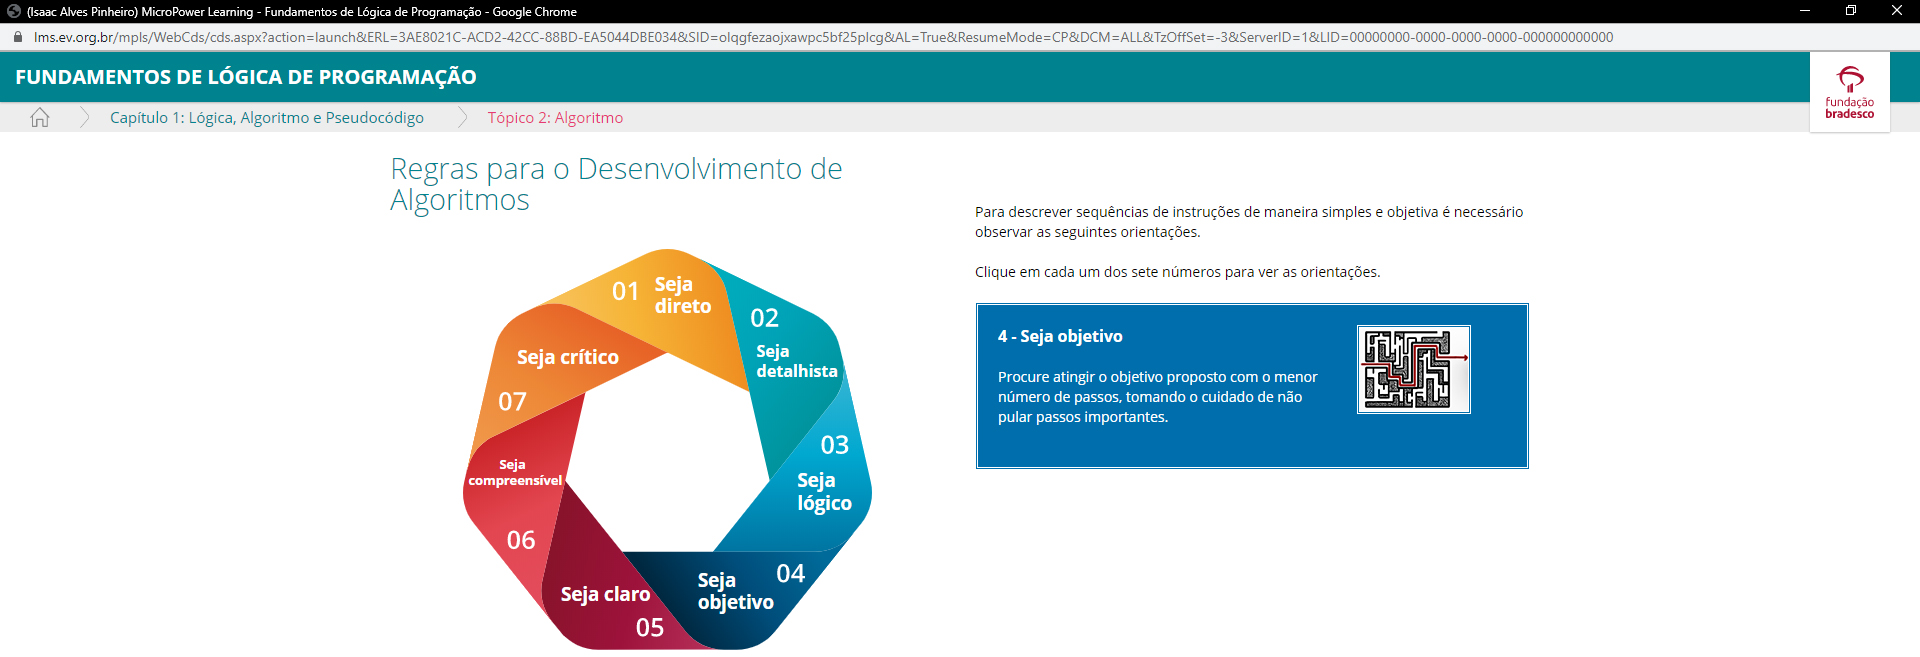 (Isaac Alves Pinheiro) MicroPower Learning - Fundamentos de Lógica de Programação - Google Chrome
lms.ev.org.br/mpls/WebCds/cds.aspx?action=launch&ERL=3AE8021C-ACD2-42CC-88BD-EA5044DBE034&SID=olqgfezaojxawpc5bf25plcg&AL=True&ResumeMode=CP&DCM=ALL&TzOffSet=-3&ServerID=1&LID=00000000-0000-0000-0000-000000000000
FUNDAMENTOS DE LÓGICA DE PROGRAMAÇÃO
fundação
bradesco
Capítulo 1: Lógica, Algoritmo e Pseudocódigo
Tópico 2: Algoritmo
Regras para o Desenvolvimento de
Algoritmos
01
Seja
direto
02
Seja
detalhista
03
Seja
lógico
04
Seja
objetivo
05
Seja claro
06
Seja
compreensível
07
Seja crítico
Para descrever sequências de instruções de maneira simples e objetiva é necessário
observar as seguintes orientações.
Clique em cada um dos sete números para ver as orientações.
4 - Seja objetivo
Procure atingir o objetivo proposto com o menor
número de passos, tomando o cuidado de não
pular passos importantes.